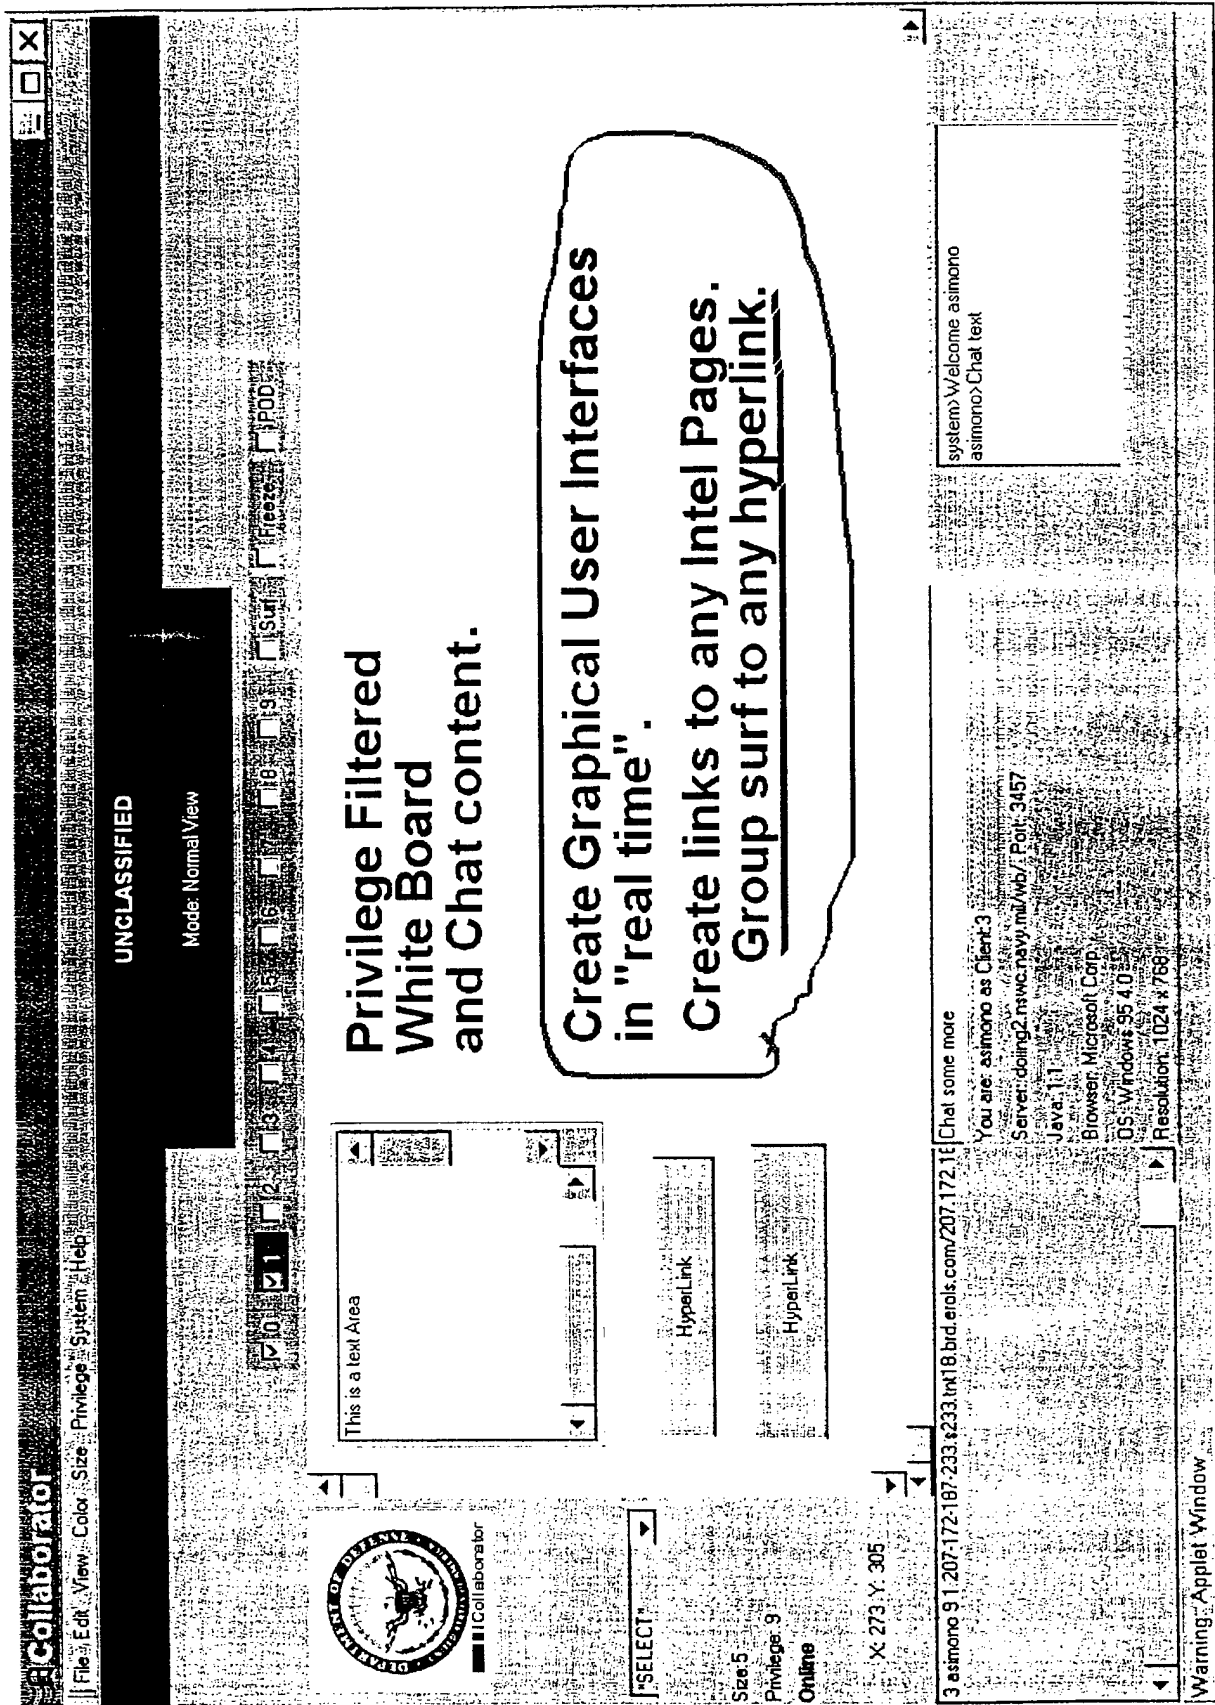 Collaborator
File Edit View Color Size Privilege System Help
UNCLASSIFIED
Mode: Normal View
0 1 2 3 4 5 6 7 8 9 Surf Freeze POD
DEPARTMENT OF DEFENSE
Collaborator
"SELECT"
Size: 5
Privilege: 9
Online
X: 273 Y: 305
This is a text Area
HyperLink
HyperLink
Privilege Filtered
White Board
and Chat content.
Create Graphical User Interfaces
in "real time".
Create links to any Intel Pages.
Group surf to any hyperlink.
3 asimono 9 1 207-172-187-233.s233.tnt18.brd.erols.com/207.172.18
Chat some more
You are: asimono as Client:3
Server: doiing2.nswc.navy.mil/wb/ Port: 3457
Java: 1.1
Browser: Microsoft Corp.
OS: Windows 95 4.0
Resolution: 1024 x 768
system>Welcome asimono
asimono>Chat text
Warning: Applet Window